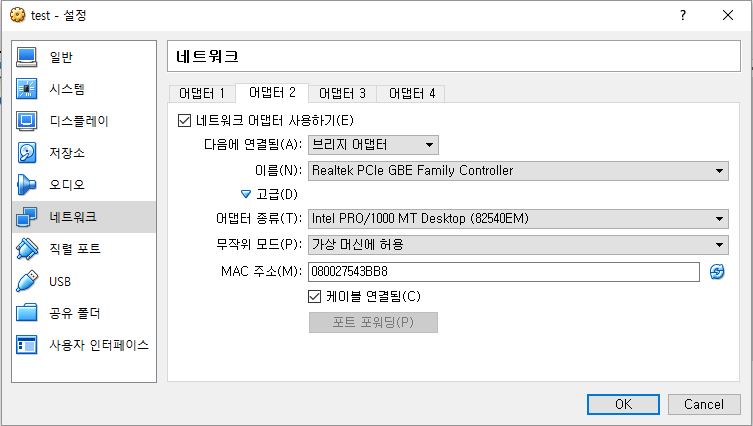 test - 설정
?
일반
시스템
디스플레이
저장소
오디오
네트워크
직렬 포트
USB
공유 폴더
사용자 인터페이스
네트워크
어댑터 1 어댑터 2 어댑터 3 어댑터 4
네트워크 어댑터 사용하기(E)
다음에 연결됨(A): 브리지 어댑터
이름(N): Realtek PCIe GBE Family Controller
고급(D)
어댑터 종류(T): Intel PRO/1000 MT Desktop (82540EM)
무작위 모드(P): 가상 머신에 허용
MAC 주소(M): 080027543BB8
케이블 연결됨(C)
포트 포워딩(P)
OK Cancel